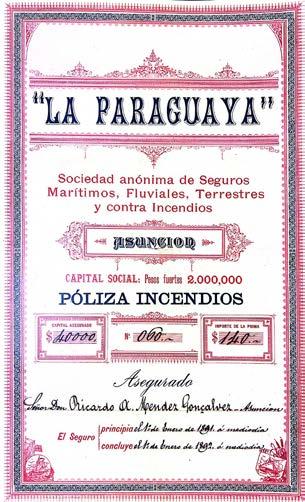 "LA PARAGUAYA"
Sociedad anónima de Seguros
Marítimos, Fluviales, Terrestres
y contra Incendios
ASUNCION
CAPITAL SOCIAL: Pesos fuertes 2.000,000
PÓLIZA INCENDIOS
CAPITAL ASEGURADO
$ 40000.
Nº 060.—
IMPORTE DE LA PRIMA
$ 140.—
Asegurado
Señor Don Ricardo A. Mendez Gonçalvez - Asuncion
El Seguro
principia el 1º de Enero de 1891. á mediodia
concluye el 1º de Enero de 1892. á mediodia